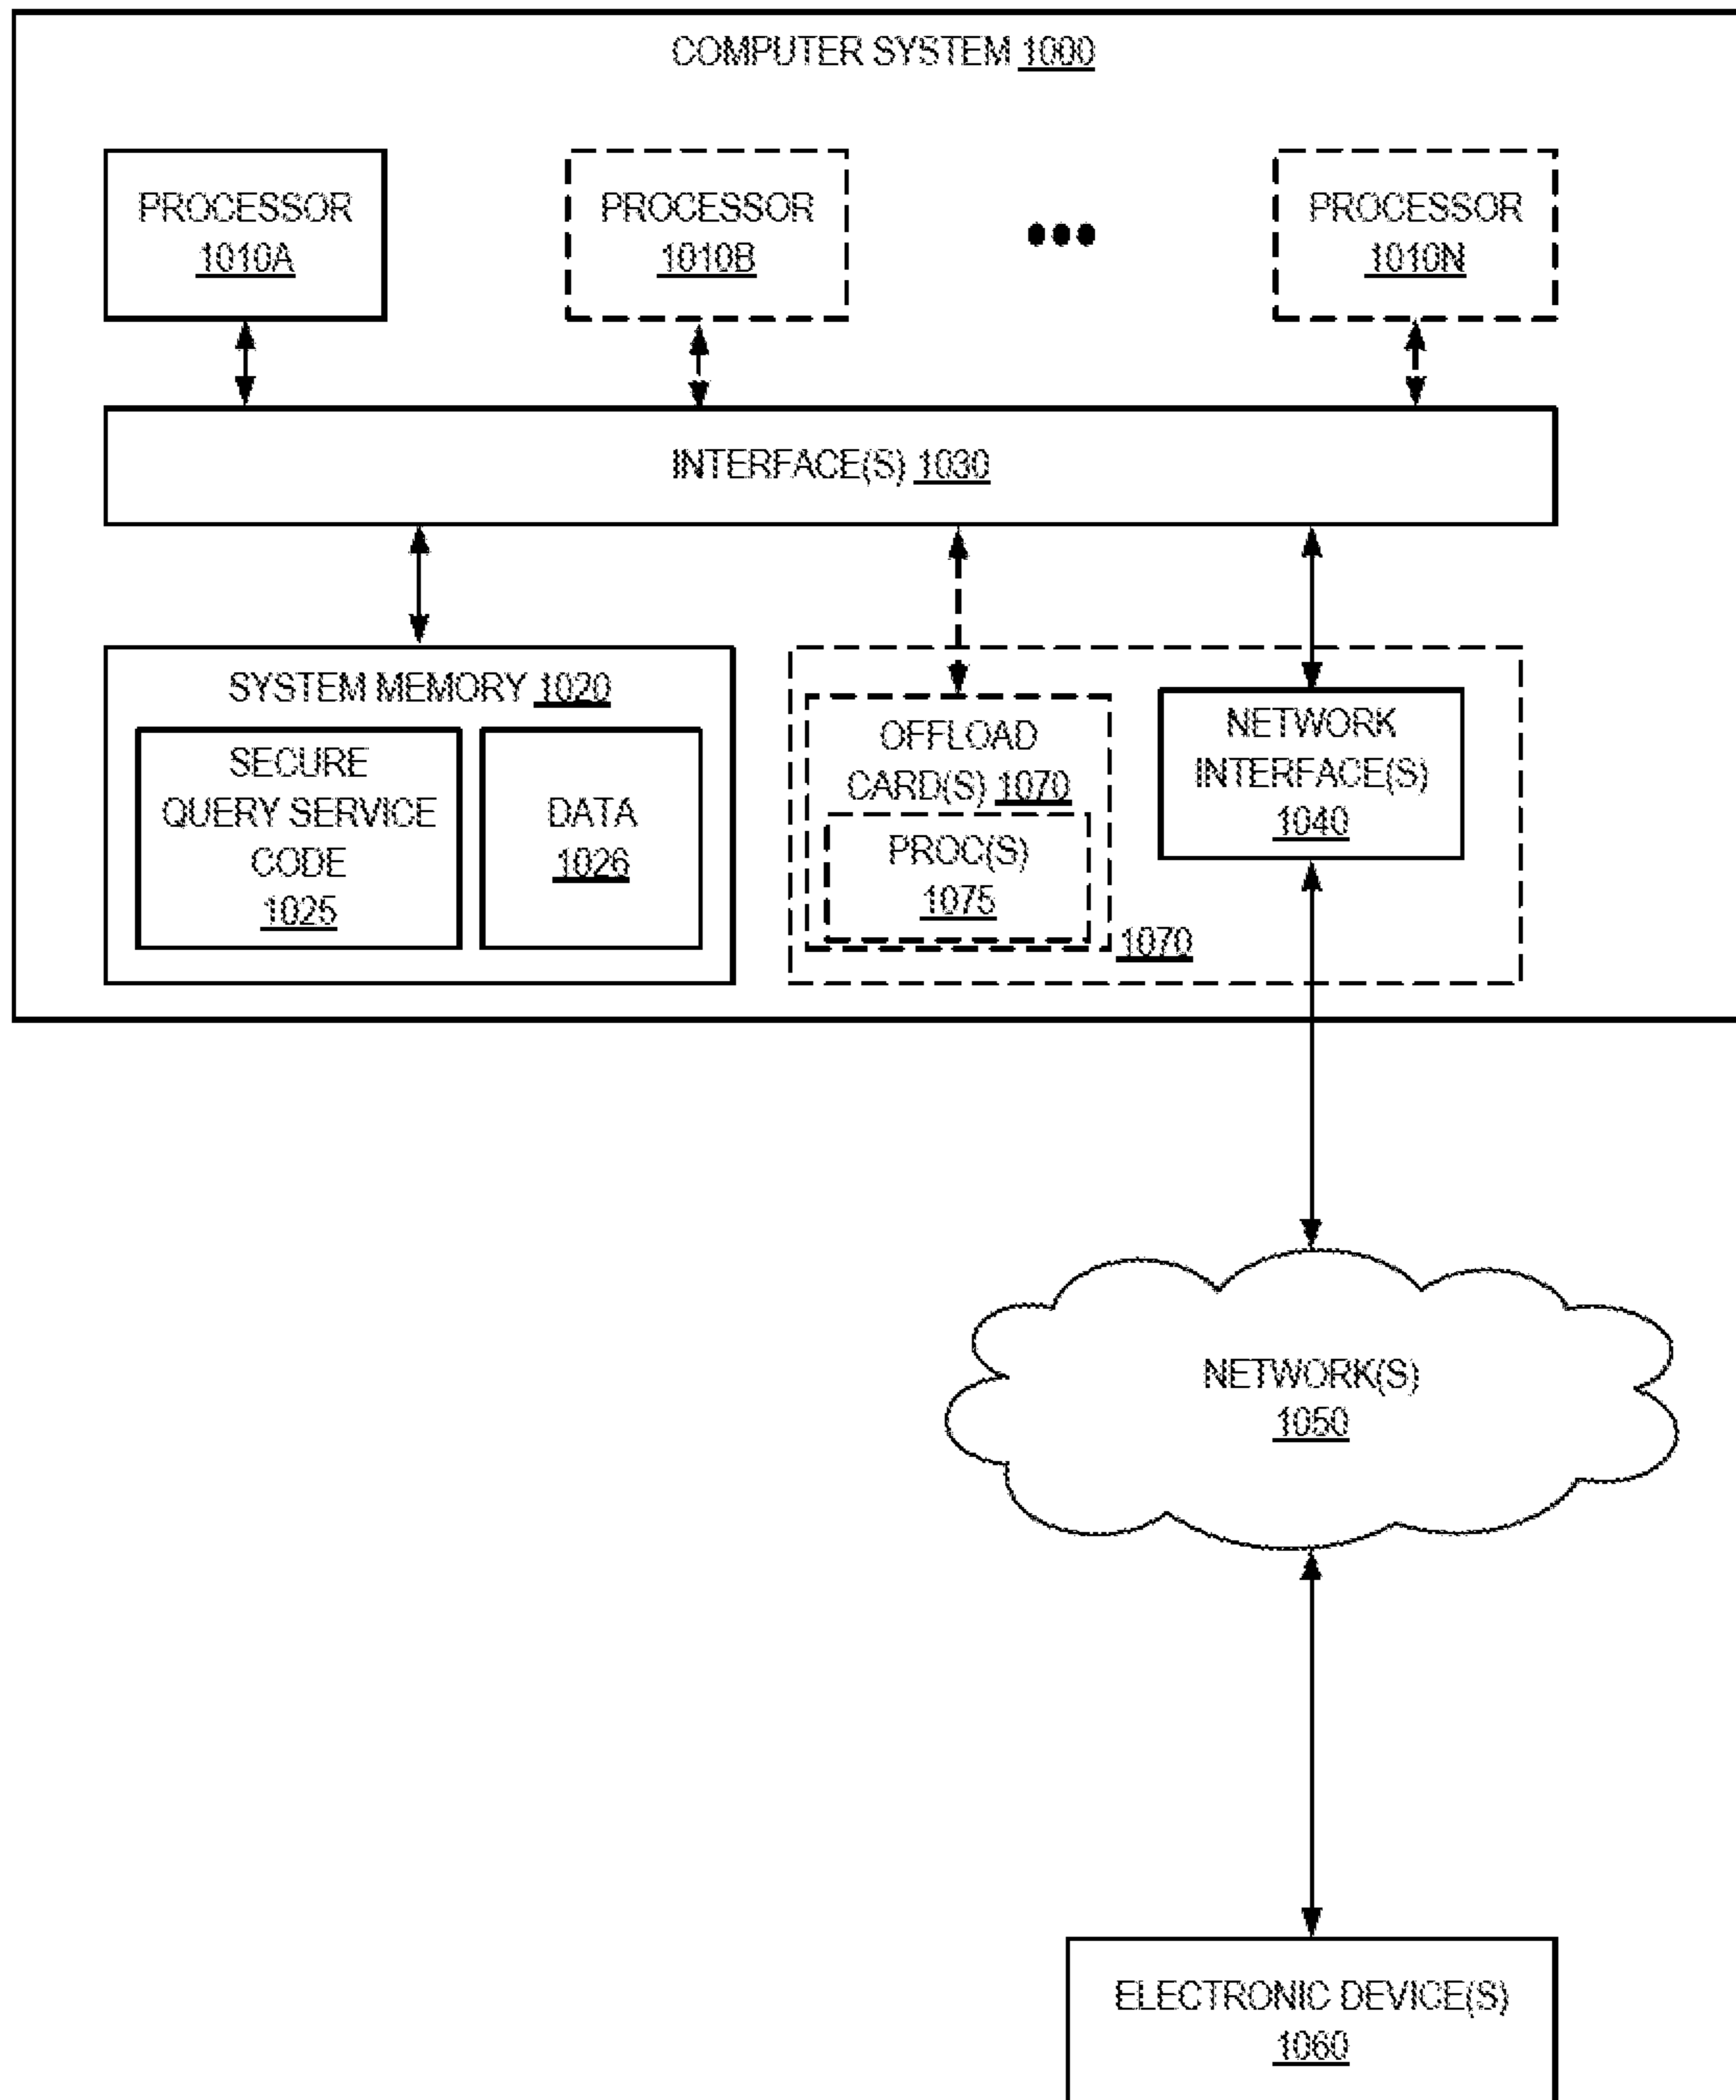 COMPUTER SYSTEM 1000
PROCESSOR
1010A
PROCESSOR
1010B
PROCESSOR
1010N
INTERFACE(S) 1030
SYSTEM MEMORY 1020
SECURE
QUERY SERVICE
CODE
1025
DATA
1026
OFFLOAD
CARD(S) 1070
PROC(S)
1075
1070
NETWORK
INTERFACE(S)
1040
NETWORK(S)
1050
ELECTRONIC DEVICE(S)
1060